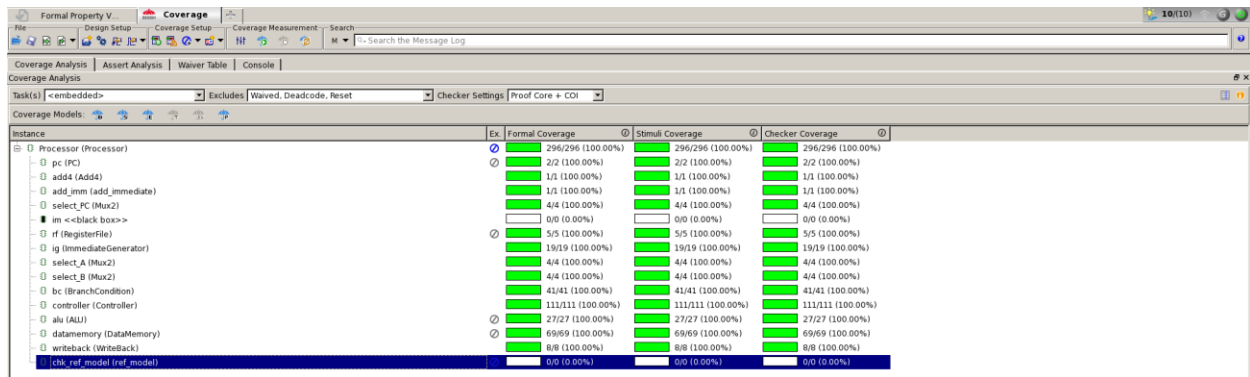 Formal Property V... Coverage 10/(10)
File Design Setup Coverage Setup Coverage Measurement Search
M Search the Message Log
Coverage Analysis Assert Analysis Waiver Table Console
Coverage Analysis
Task(s) <embedded> Excludes Waived, Deadcode, Reset Checker Settings Proof Core + COI
Coverage Models:
Instance Ex. Formal Coverage Stimuli Coverage Checker Coverage
Processor (Processor) 296/296 (100.00%) 296/296 (100.00%) 296/296 (100.00%)
pc (PC) 2/2 (100.00%) 2/2 (100.00%) 2/2 (100.00%)
add4 (Add4) 1/1 (100.00%) 1/1 (100.00%) 1/1 (100.00%)
add_imm (add_immediate) 1/1 (100.00%) 1/1 (100.00%) 1/1 (100.00%)
select_PC (Mux2) 4/4 (100.00%) 4/4 (100.00%) 4/4 (100.00%)
im <<black box>> 0/0 (0.00%) 0/0 (0.00%) 0/0 (0.00%)
rf (RegisterFile) 5/5 (100.00%) 5/5 (100.00%) 5/5 (100.00%)
ig (ImmediateGenerator) 19/19 (100.00%) 19/19 (100.00%) 19/19 (100.00%)
select_A (Mux2) 4/4 (100.00%) 4/4 (100.00%) 4/4 (100.00%)
select_B (Mux2) 4/4 (100.00%) 4/4 (100.00%) 4/4 (100.00%)
bc (BranchCondition) 41/41 (100.00%) 41/41 (100.00%) 41/41 (100.00%)
controller (Controller) 111/111 (100.00%) 111/111 (100.00%) 111/111 (100.00%)
alu (ALU) 27/27 (100.00%) 27/27 (100.00%) 27/27 (100.00%)
datamemory (DataMemory) 69/69 (100.00%) 69/69 (100.00%) 69/69 (100.00%)
writeback (WriteBack) 8/8 (100.00%) 8/8 (100.00%) 8/8 (100.00%)
chk_ref_model (ref_model) 0/0 (0.00%) 0/0 (0.00%) 0/0 (0.00%)